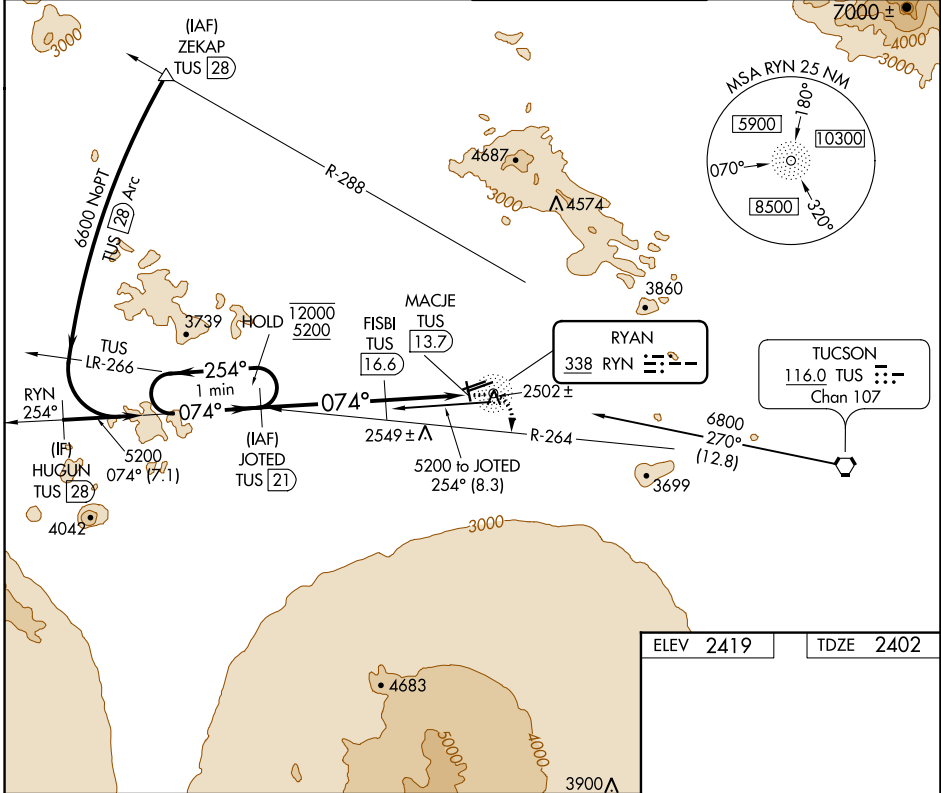 (IAF)
ZEKAP
TUS 28
3000
7000 ±
4000
3000
MSA RYN 25 NM
180°
5900
10300
070°
8500
320°
6600 NoPT
TUS 28 Arc
R-288
4687
3000
4574
3739
HOLD
12000
5200
MACJE
TUS
13.7
FISBI
TUS
16.6
3860
RYAN
338 RYN
TUCSON
116.0 TUS
Chan 107
TUS
LR-266
254°
1 min
RYN
254°
074°
074°
2502 ±
2549 ±
R-264
6800
270°
(12.8)
(IF)
HUGUN
TUS 28
5200
074° (7.1)
(IAF)
JOTED
TUS 21
5200 to JOTED
254° (8.3)
3699
4042
3000
4683
5000
4000
3900
ELEV 2419
TDZE 2402